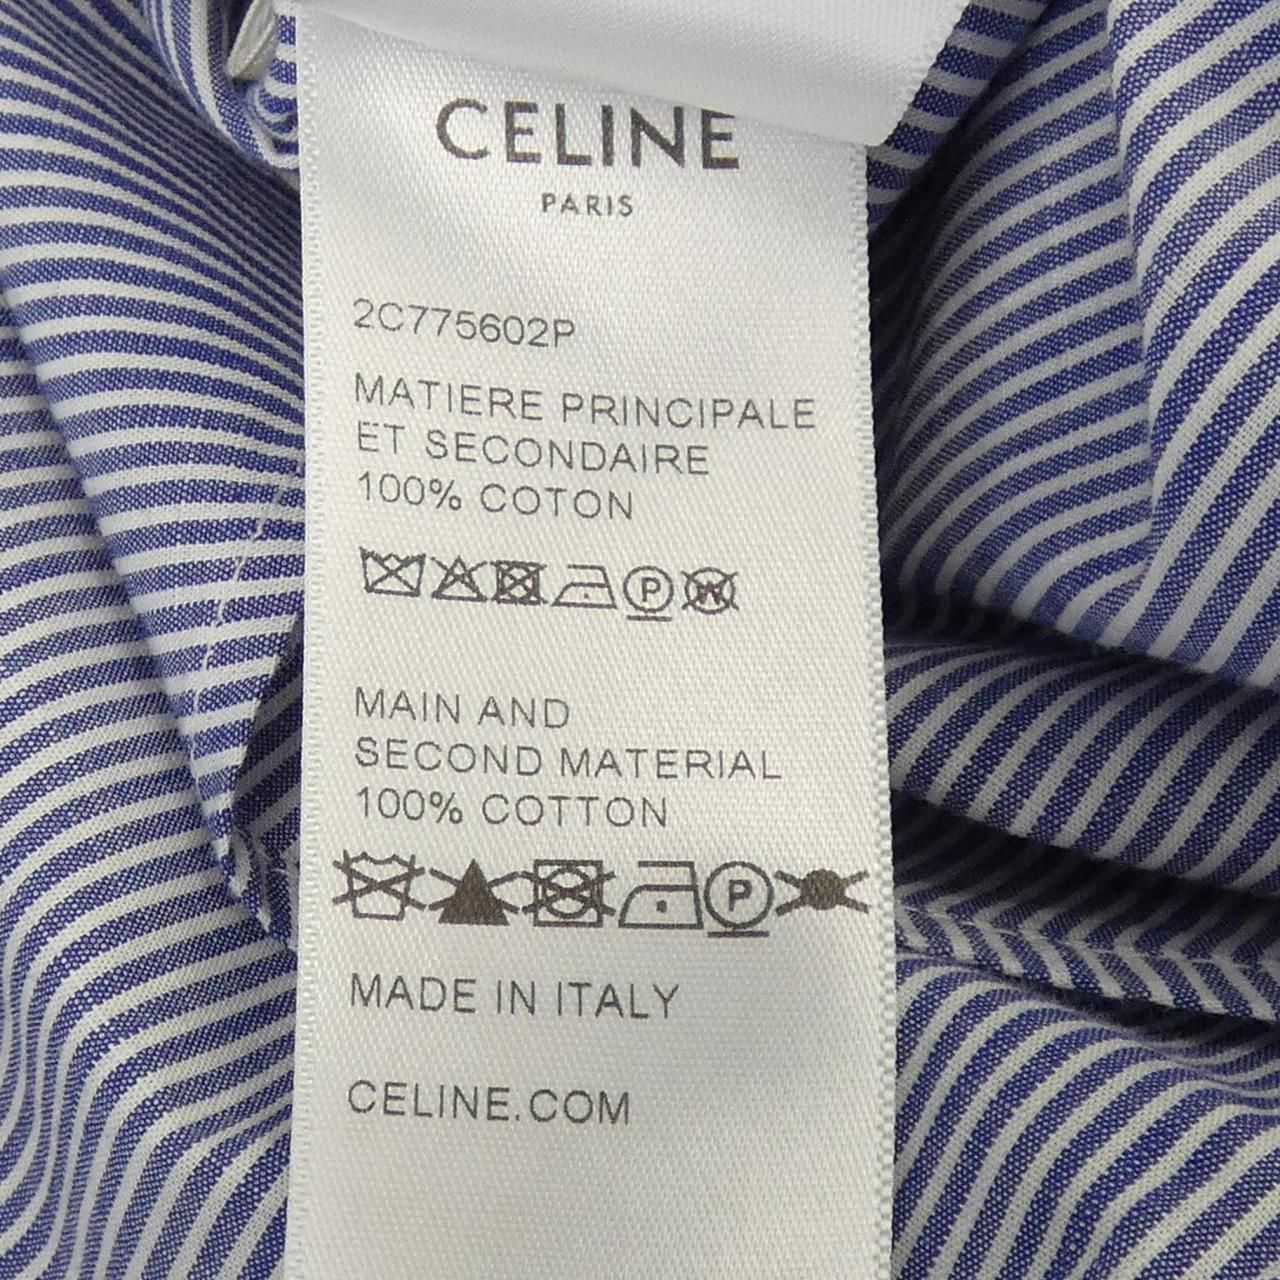 CELINE
PARIS
2C775602P
MATIERE PRINCIPALE
ET SECONDAIRE
100% COTON
P W
MAIN AND
SECOND MATERIAL
100% COTTON
P
MADE IN ITALY
CELINE.COM